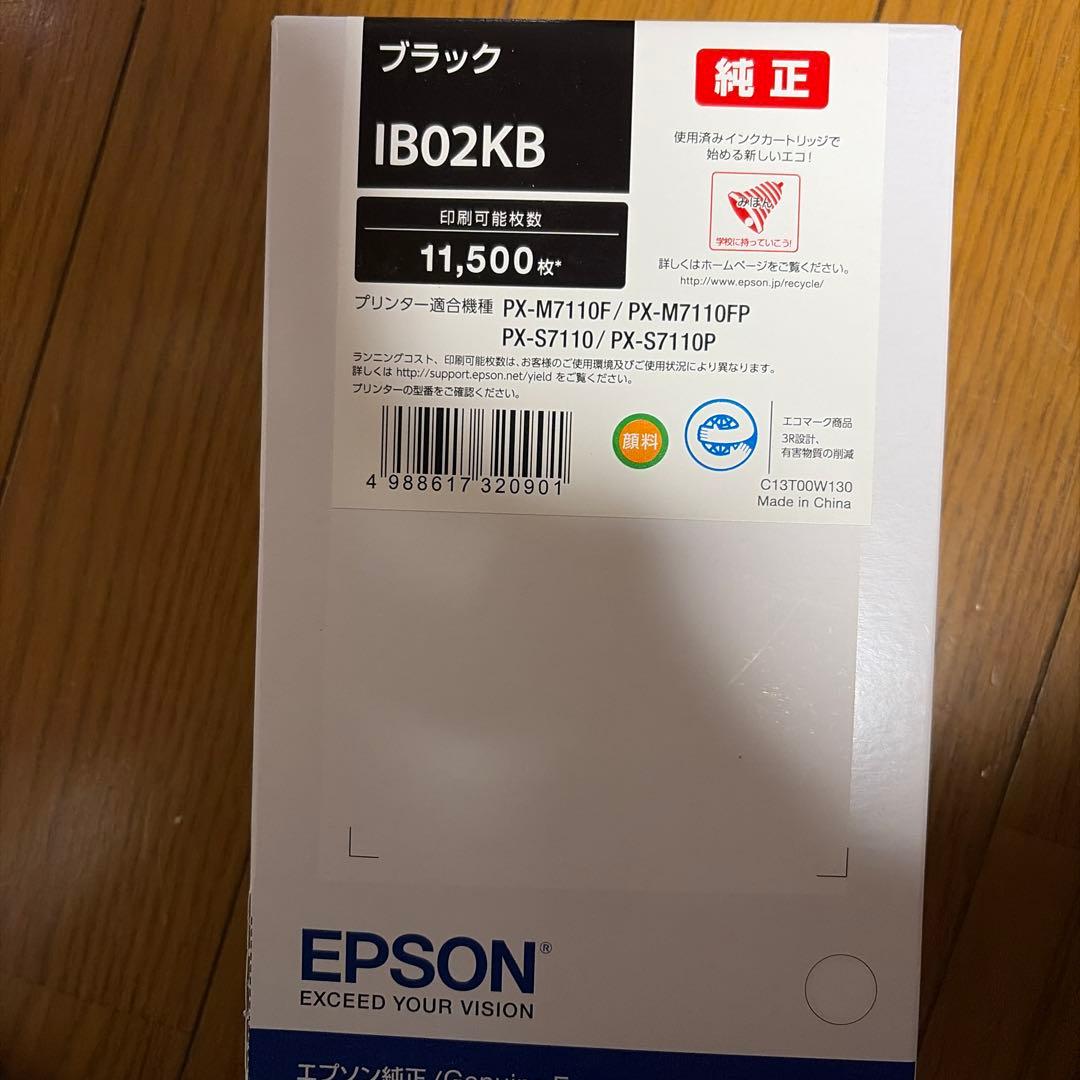 ブラック
IB02KB
印刷可能枚数
11,500枚*
純正
使用済みインクカートリッジで
始める新しいエコ!
みほん
学校に持っていこう!
詳しくはホームページをご覧ください。
http://www.epson.jp/recycle/
プリンター適合機種 PX-M7110F/ PX-M7110FP
PX-S7110/ PX-S7110P
ランニングコスト、印刷可能枚数は、お客様のご使用環境及びご使用状況により異なります。
詳しくは http://support.epson.net/yield をご覧ください。
プリンターの型番をご確認ください。
4 988617 320901
顔料
エコマーク商品
3R設計、
有害物質の削減
C13T00W130
Made in China
EPSON®
EXCEED YOUR VISION
エプソン純正/Genuine